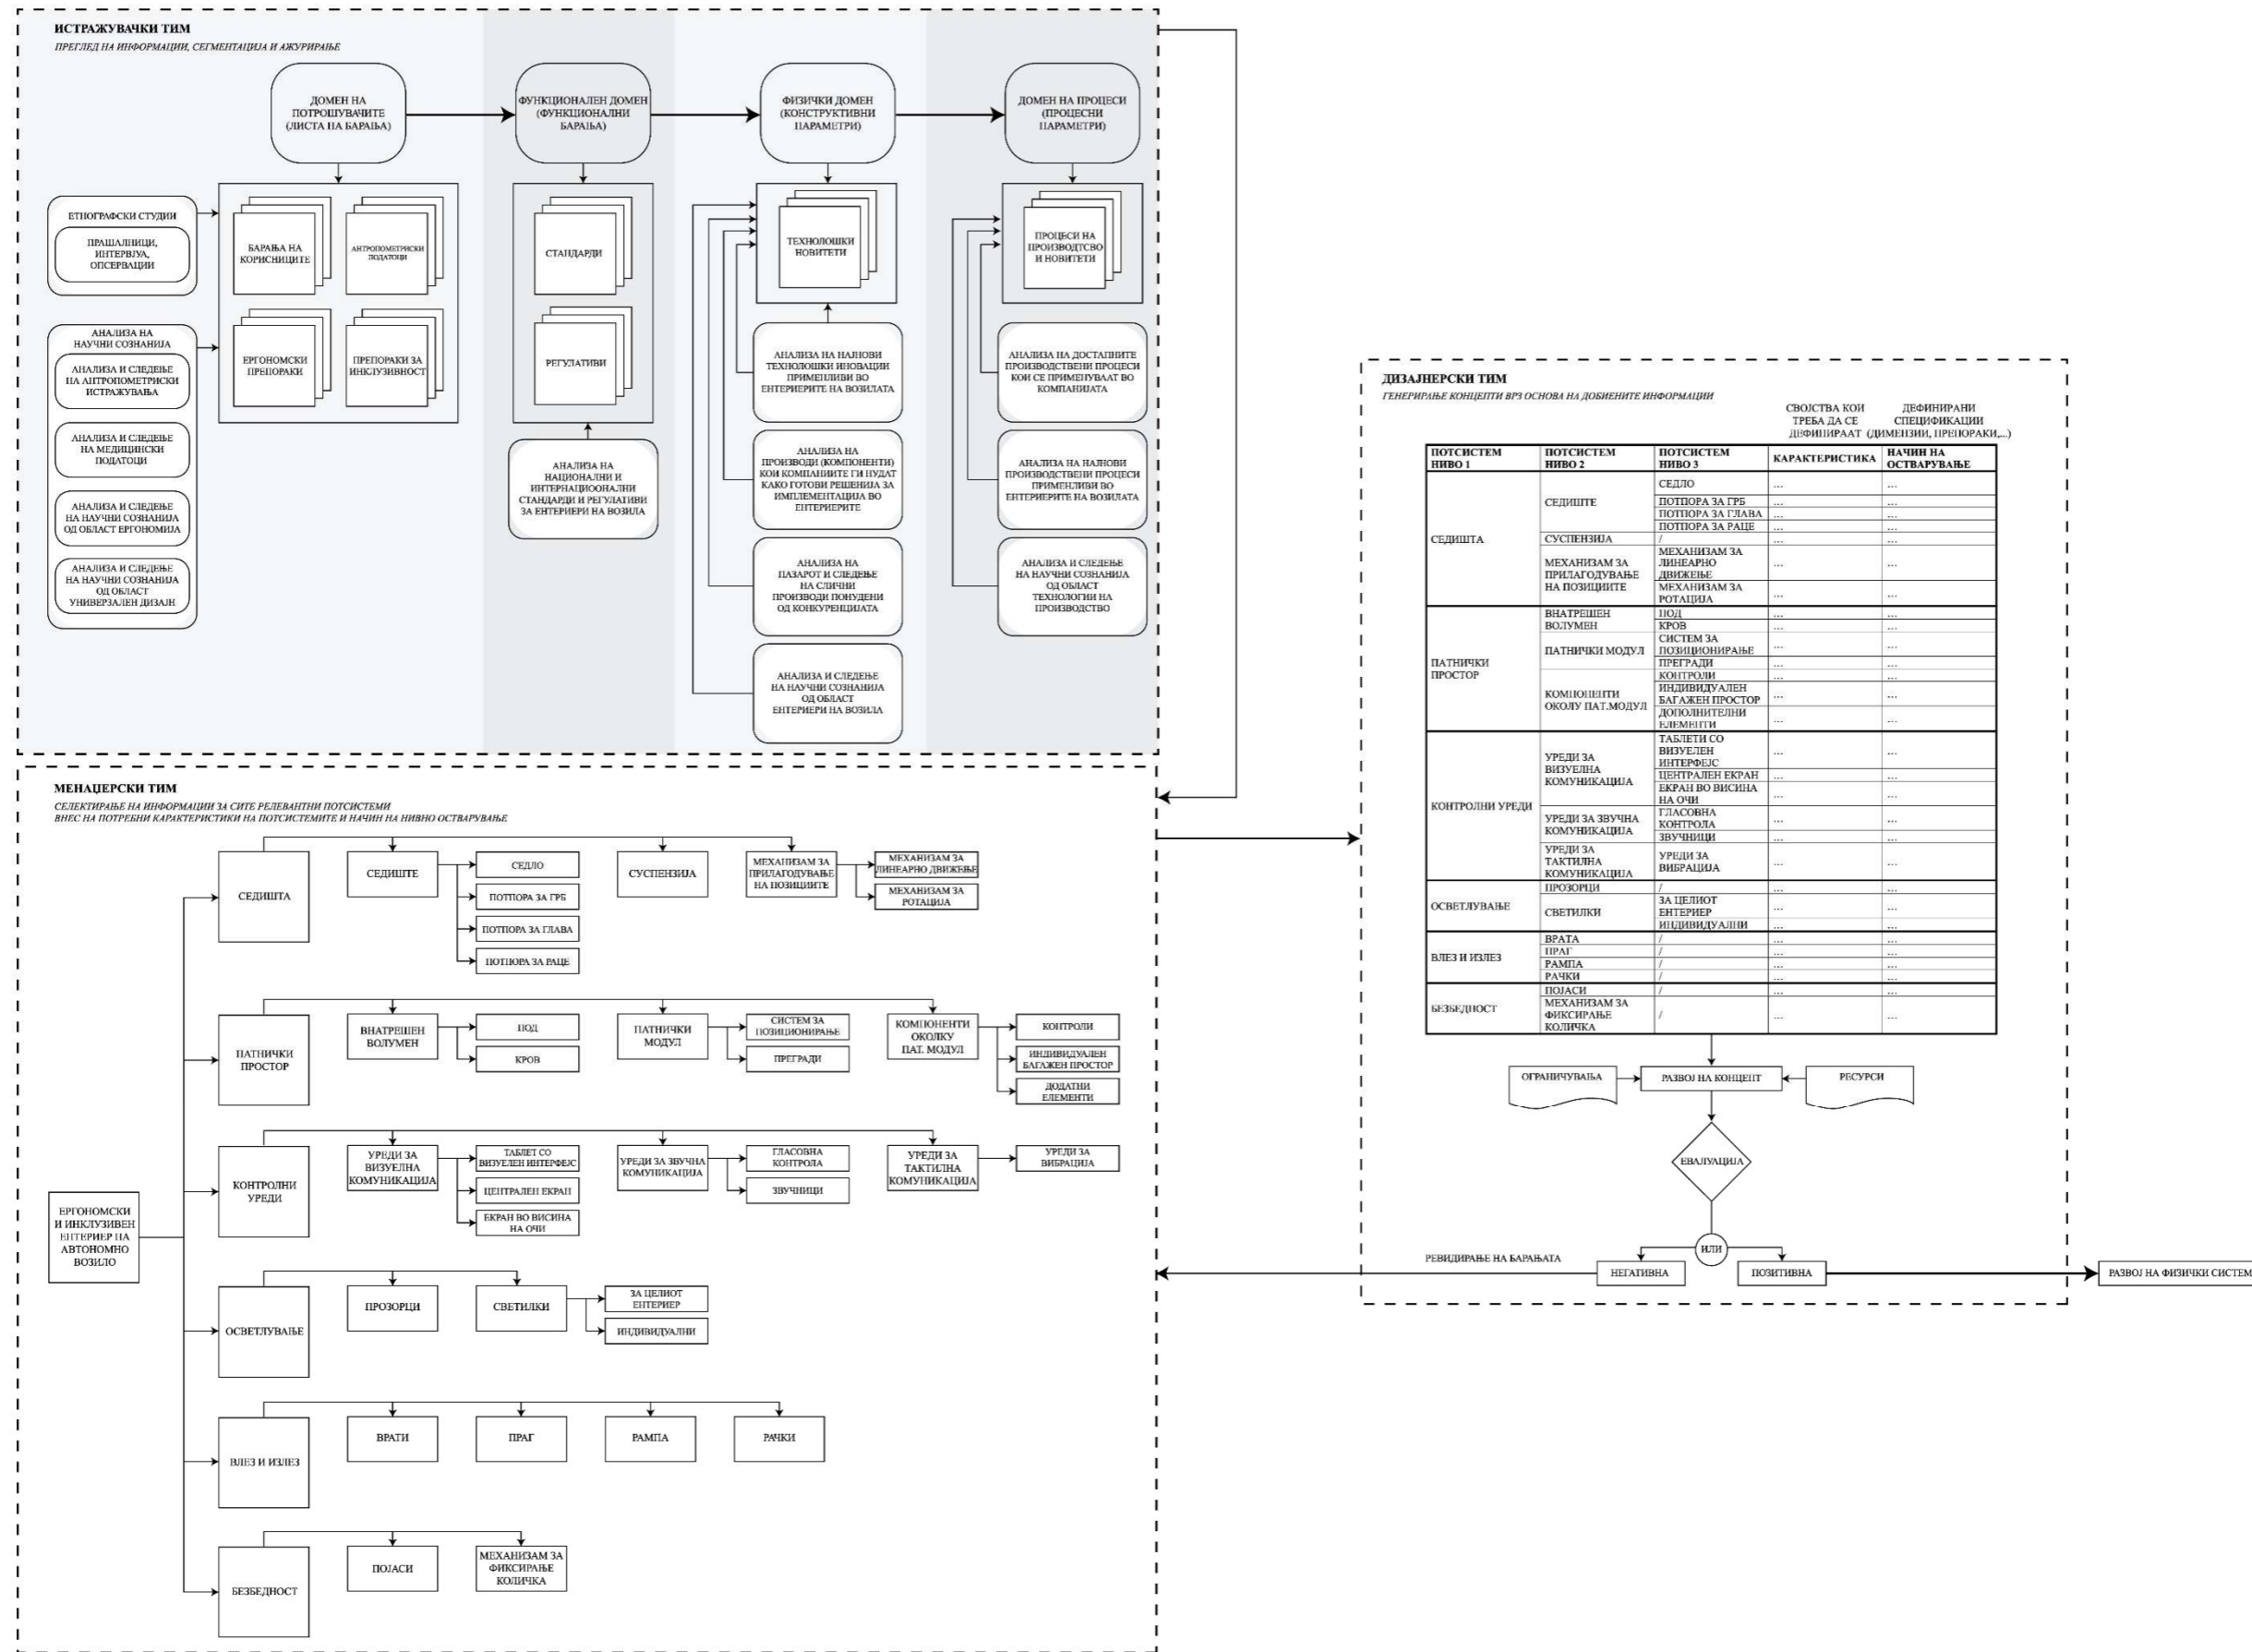 ИСТРАЖУВАЧКИ ТИМ
ПРЕГЛЕД НА ИНФОРМАЦИИ, СЕГМЕНТАЦИЈА И АЖУРИРАЊЕ
ДОМЕН НА
ПОТРОШУВАЧИТЕ
(ЛИСТА НА БАРАЊА)
ФУНКЦИОНАЛЕН ДОМЕН
(ФУНКЦИОНАЛНИ
БАРАЊА)
ФИЗИЧКИ ДОМЕН
(КОНСТРУКТИВНИ
ПАРАМЕТРИ)
ДОМЕН НА ПРОЦЕСИ
(ПРОЦЕСНИ
ПАРАМЕТРИ)
ЕТНОГРАФСКИ СТУДИИ
ПРАШАЛНИЦИ,
ИНТЕРВЈУА,
ОПСЕРВАЦИИ
БАРАЊА НА
КОРИСНИЦИТЕ
АНТРОПОМЕТРИСКИ
ПОДАТОЦИ
ЕРГОНОМСКИ
ПРЕПОРАКИ
ПРЕПОРАКИ ЗА
ИНКЛУЗИВНОСТ
АНАЛИЗА НА
НАУЧНИ СОЗНАНИЈА
АНАЛИЗА И СЛЕДЕЊЕ
НА АНТРОПОМЕТРИСКИ
ИСТРАЖУВАЊА
АНАЛИЗА И СЛЕДЕЊЕ
НА МЕДИЦИНСКИ
ПОДАТОЦИ
АНАЛИЗА И СЛЕДЕЊЕ
НА НАУЧНИ СОЗНАНИЈА
ОД ОБЛАСТ ЕРГОНОМИЈА
АНАЛИЗА И СЛЕДЕЊЕ
НА НАУЧНИ СОЗНАНИЈА
ОД ОБЛАСТ
УНИВЕРЗАЛЕН ДИЗАЈН
СТАНДАРДИ
РЕГУЛАТИВИ
АНАЛИЗА НА
НАЦИОНАЛНИ И
ИНТЕРНАЦИООНАЛНИ
СТАНДАРДИ И РЕГУЛАТИВИ
ЗА ЕНТЕРИЕРИ НА ВОЗИЛА
ТЕХНОЛОШКИ
НОВИТЕТИ
АНАЛИЗА НА НАЈНОВИ
ТЕХНОЛОШКИ ИНОВАЦИИ
ПРИМЕНЛИВИ ВО
ЕНТЕРИЕРИТЕ НА ВОЗИЛАТА
АНАЛИЗА НА
ПРОИЗВОДИ (КОМПОНЕНТИ)
КОИ КОМПАНИИТЕ ГИ НУДАТ
КАКО ГОТОВИ РЕШЕНИЈА ЗА
ИМПЛЕМЕНТАЦИЈА ВО
ЕНТЕРИЕРИТЕ
АНАЛИЗА НА
ПАЗАРОТ И СЛЕДЕЊЕ
НА СЛИЧНИ
ПРОИЗВОДИ ПОНУДЕНИ
ОД КОНКУРЕНЦИЈАТА
АНАЛИЗА И СЛЕДЕЊЕ
НА НАУЧНИ СОЗНАНИЈА
ОД ОБЛАСТ
ЕНТЕРИЕРИ НА ВОЗИЛА
ПРОЦЕСИ НА
ПРОИЗВОДТСВО
И НОВИТЕТИ
АНАЛИЗА НА ДОСТАПНИТЕ
ПРОИЗВОДСТВЕНИ ПРОЦЕСИ
КОИ СЕ ПРИМЕНУВААТ ВО
КОМПАНИЈАТА
АНАЛИЗА НА НАЈНОВИ
ПРОИЗВОДСТВЕНИ ПРОЦЕСИ
ПРИМЕНЛИВИ ВО
ЕНТЕРИЕРИТЕ НА ВОЗИЛАТА
АНАЛИЗА И СЛЕДЕЊЕ
НА НАУЧНИ СОЗНАНИЈА
ОД ОБЛАСТ
ТЕХНОЛОГИИ НА
ПРОИЗВОДСТВО
МЕНАЏЕРСКИ ТИМ
СЕЛЕКТИРАЊЕ НА ИНФОРМАЦИИ ЗА СИТЕ РЕЛЕВАНТНИ ПОТСИСТЕМИ
ВНЕС НА ПОТРЕБНИ КАРАКТЕРИСТИКИ НА ПОТСИСТЕМИТЕ И НАЧИН НА НИВНО ОСТВАРУВАЊЕ
ЕРГОНОМСКИ
И ИНКЛУЗИВЕН
ЕНТЕРИЕР НА
АВТОНОМНО
ВОЗИЛО
СЕДИШТА
СЕДИШТЕ
СЕДЛО
ПОТПОРА ЗА ГРБ
ПОТПОРА ЗА ГЛАВА
ПОТПОРА ЗА РАЦЕ
СУСПЕНЗИЈА
МЕХАНИЗАМ ЗА
ПРИЛАГОДУВАЊЕ
НА ПОЗИЦИИТЕ
МЕХАНИЗАМ ЗА
ЛИНЕАРНО ДВИЖЕЊЕ
МЕХАНИЗАМ ЗА
РОТАЦИЈА
ПАТНИЧКИ
ПРОСТОР
ВНАТРЕШЕН
ВОЛУМЕН
ПОД
КРОВ
ПАТНИЧКИ
МОДУЛ
СИСТЕМ ЗА
ПОЗИЦИОНИРАЊЕ
ПРЕГРАДИ
КОМПОНЕНТИ
ОКОЛКУ
ПАТ. МОДУЛ
КОНТРОЛИ
ИНДИВИДУАЛЕН
БАГАЖЕН ПРОСТОР
ДОДАТНИ
ЕЛЕМЕНТИ
КОНТРОЛНИ
УРЕДИ
УРЕДИ ЗА
ВИЗУЕЛНА
КОМУНИКАЦИЈА
ТАБЛЕТ СО
ВИЗУЕЛЕН ИНТЕРФЕЈС
ЦЕНТРАЛЕН ЕКРАН
ЕКРАН ВО ВИСИНА
НА ОЧИ
УРЕДИ ЗА ЗВУЧНА
КОМУНИКАЦИЈА
ГЛАСОВНА
КОНТРОЛА
ЗВУЧНИЦИ
УРЕДИ ЗА
ТАКТИЛНА
КОМУНИКАЦИЈА
УРЕДИ ЗА
ВИБРАЦИЈА
ОСВЕТЛУВАЊЕ
ПРОЗОРЦИ
СВЕТИЛКИ
ЗА ЦЕЛИОТ
ЕНТЕРИЕР
ИНДИВИДУАЛНИ
ВЛЕЗ И ИЗЛЕЗ
ВРАТИ
ПРАГ
РАМПА
РАЧКИ
БЕЗБЕДНОСТ
ПОЈАСИ
МЕХАНИЗАМ ЗА
ФИКСИРАЊЕ
КОЛИЧКА
ДИЗАЈНЕРСКИ ТИМ
ГЕНЕРИРАЊЕ КОНЦЕПТИ ВРЗ ОСНОВА НА ДОБИЕНИТЕ ИНФОРМАЦИИ
СВОЈСТВА КОИ
ТРЕБА ДА СЕ
ДЕФИНИРААТ
ДЕФИНИРАНИ
СПЕЦИФИКАЦИИ
(ДИМЕНЗИИ, ПРЕПОРАКИ,...)
ПОТСИСТЕМ
НИВО 1
ПОТСИСТЕМ
НИВО 2
ПОТСИСТЕМ
НИВО 3
КАРАКТЕРИСТИКА
НАЧИН НА
ОСТВАРУВАЊЕ
СЕДИШТА
СЕДИШТЕ
СЕДЛО ... ...
ПОТПОРА ЗА ГРБ ... ...
ПОТПОРА ЗА ГЛАВА ... ...
ПОТПОРА ЗА РАЦЕ ... ...
СУСПЕНЗИЈА / ... ...
МЕХАНИЗАМ ЗА
ПРИЛАГОДУВАЊЕ
НА ПОЗИЦИИТЕ
МЕХАНИЗАМ ЗА
ЛИНЕАРНО ... ...
ДВИЖЕЊЕ
МЕХАНИЗАМ ЗА
РОТАЦИЈА ... ...
ПАТНИЧКИ
ПРОСТОР
ВНАТРЕШЕН
ВОЛУМЕН
ПОД ... ...
КРОВ ... ...
ПАТНИЧКИ МОДУЛ
СИСТЕМ ЗА
ПОЗИЦИОНИРАЊЕ ... ...
ПРЕГРАДИ ... ...
КОМПОНЕНТИ
ОКОЛУ ПАТ.МОДУЛ
КОНТРОЛИ ... ...
ИНДИВИДУАЛЕН
БАГАЖЕН ПРОСТОР ... ...
ДОПОЛНИТЕЛНИ
ЕЛЕМЕНТИ ... ...
КОНТРОЛНИ УРЕДИ
УРЕДИ ЗА
ВИЗУЕЛНА
КОМУНИКАЦИЈА
ТАБЛЕТИ СО
ВИЗУЕЛЕН ... ...
ИНТЕРФЕЈС
ЦЕНТРАЛЕН ЕКРАН ... ...
ЕКРАН ВО ВИСИНА
НА ОЧИ ... ...
УРЕДИ ЗА ЗВУЧНА
КОМУНИКАЦИЈА
ГЛАСОВНА
КОНТРОЛА ... ...
ЗВУЧНИЦИ ... ...
УРЕДИ ЗА
ТАКТИЛНА
КОМУНИКАЦИЈА
УРЕДИ ЗА
ВИБРАЦИЈА ... ...
ОСВЕТЛУВАЊЕ
ПРОЗОРЦИ / ... ...
СВЕТИЛКИ
ЗА ЦЕЛИОТ
ЕНТЕРИЕР ... ...
ИНДИВИДУАЛНИ ... ...
ВЛЕЗ И ИЗЛЕЗ
ВРАТА / ... ...
ПРАГ / ... ...
РАМПА / ... ...
РАЧКИ / ... ...
БЕЗБЕДНОСТ
ПОЈАСИ / ... ...
МЕХАНИЗАМ ЗА
ФИКСИРАЊЕ / ... ...
КОЛИЧКА
ОГРАНИЧУВАЊА
РАЗВОЈ НА КОНЦЕПТ
РЕСУРСИ
ЕВАЛУАЦИЈА
ИЛИ
РЕВИДИРАЊЕ НА БАРАЊАТА
НЕГАТИВНА
ПОЗИТИВНА
РАЗВОЈ НА ФИЗИЧКИ СИСТЕМ